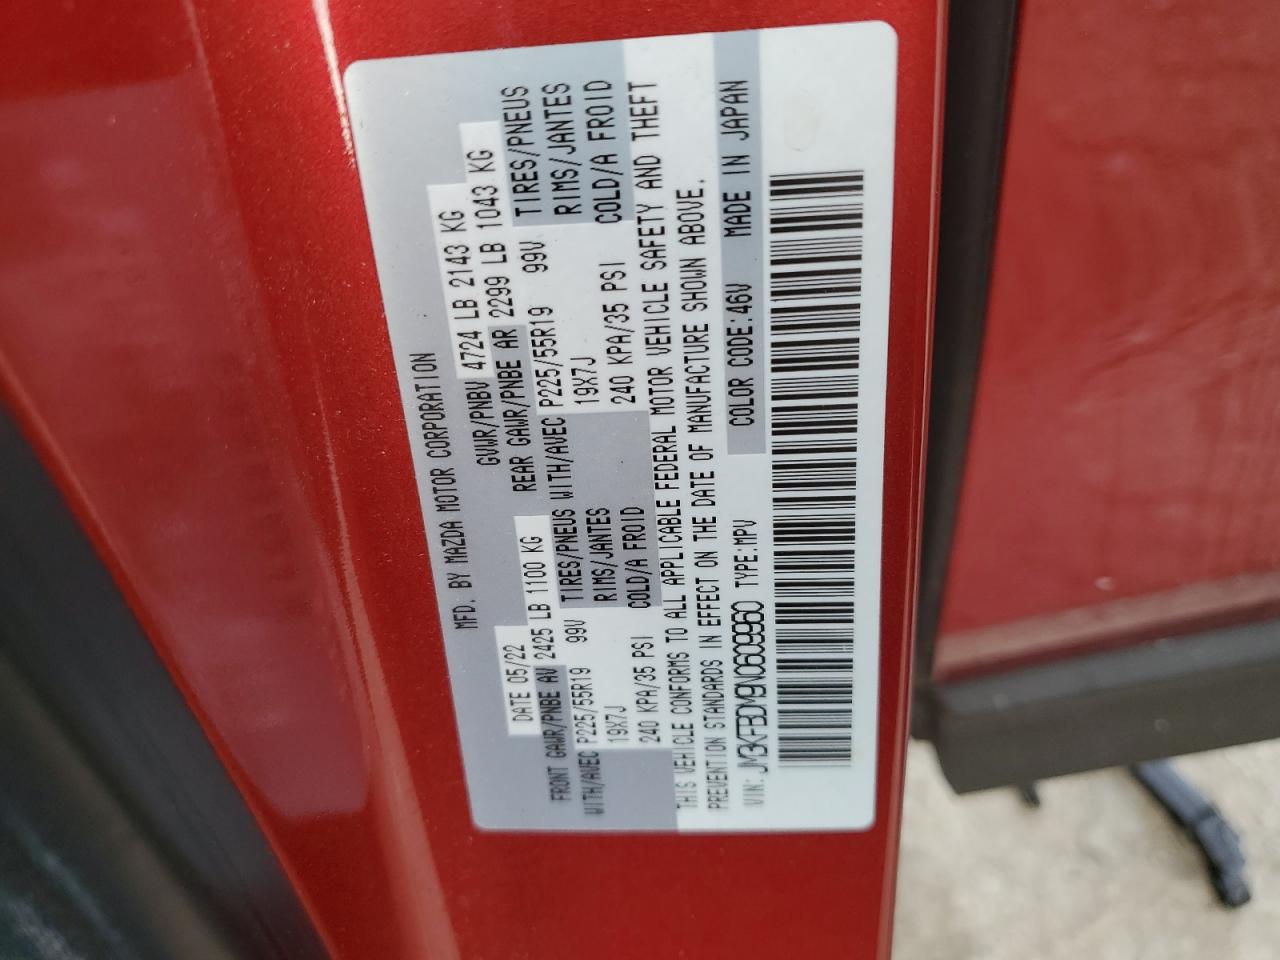 MFD. BY MAZDA MOTOR CORPORATION
DATE 05/22 GVWR/PNBV 4724 LB 2143 KG
FRONT GAWR/PNBE AV 2425 LB 1100 KG REAR GAWR/PNBE AR 2299 LB 1043 KG
WITH/AVEC P225/55R19 99V TIRES/PNEUS WITH/AVEC P225/55R19 99V TIRES/PNEUS
19X7J RIMS/JANTES 19X7J RIMS/JANTES
240 KPA/35 PSI COLD/A FROID 240 KPA/35 PSI COLD/A FROID
THIS VEHICLE CONFORMS TO ALL APPLICABLE FEDERAL MOTOR VEHICLE SAFETY AND THEFT
PREVENTION STANDARDS IN EFFECT ON THE DATE OF MANUFACTURE SHOWN ABOVE.
VIN: JM3KFBDM9N0609960 TYPE:MPV COLOR CODE:46V MADE IN JAPAN